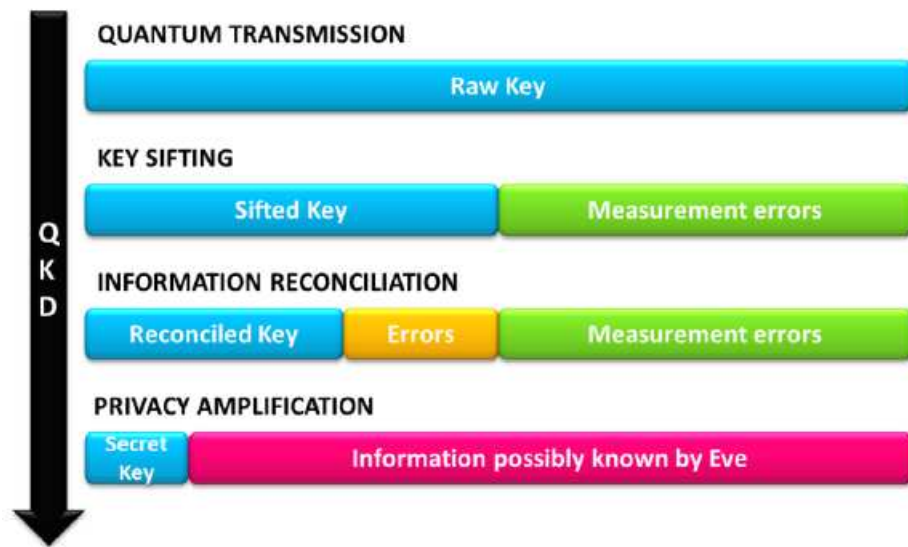 QUANTUM TRANSMISSION
Raw Key
KEY SIFTING
Sifted Key Measurement errors
QKD
INFORMATION RECONCILIATION
Reconciled Key Errors Measurement errors
PRIVACY AMPLIFICATION
Secret
Key Information possibly known by Eve